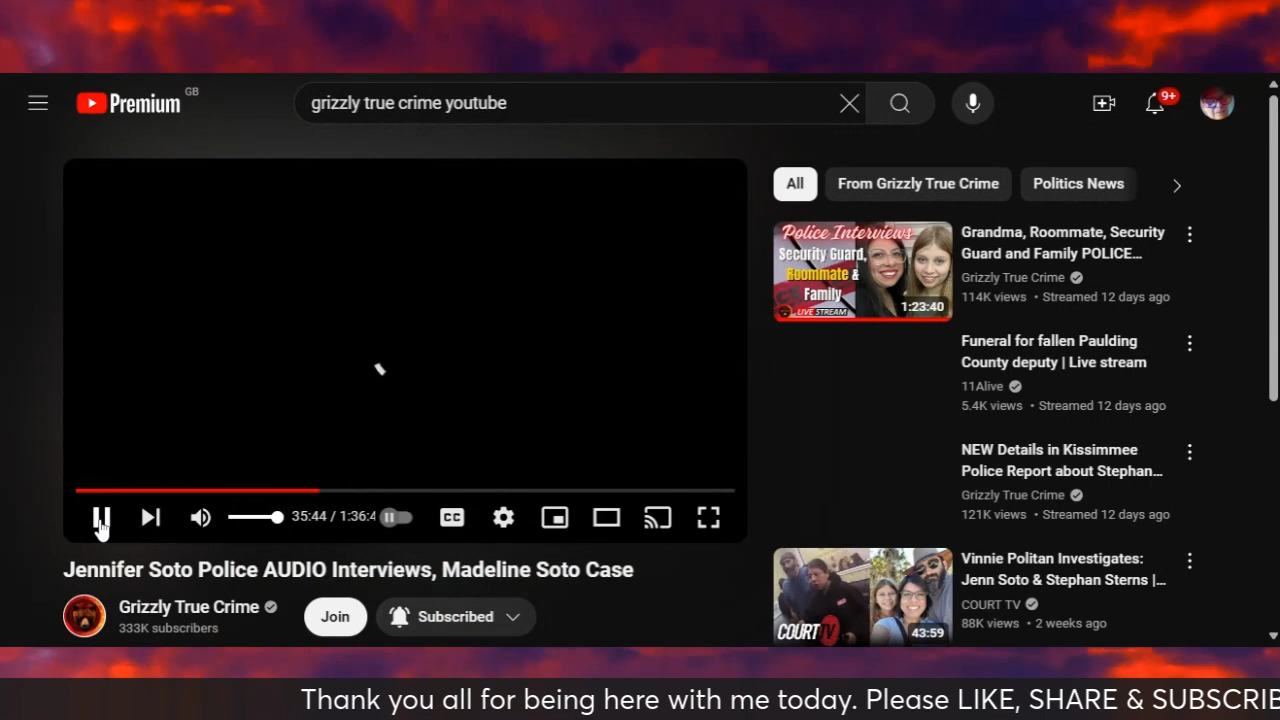 Premium GB
grizzly true crime youtube
9+
All
From Grizzly True Crime
Politics News
Police Interviews
Security Guard,
Roommate &
Family
LIVE STREAM
1:23:40
Grandma, Roommate, Security
Guard and Family POLICE...
Grizzly True Crime
114K views • Streamed 12 days ago
Funeral for fallen Paulding
County deputy | Live stream
11Alive
5.4K views • Streamed 12 days ago
NEW Details in Kissimmee
Police Report about Stephan...
Grizzly True Crime
121K views • Streamed 12 days ago
COURT TV
43:59
Vinnie Politan Investigates:
Jenn Soto & Stephan Sterns |...
COURT TV
88K views • 2 weeks ago
35:44 / 1:36:4
CC
Jennifer Soto Police AUDIO Interviews, Madeline Soto Case
Grizzly True Crime
333K subscribers
Join
Subscribed
Thank you all for being here with me today. Please LIKE, SHARE & SUBSCRIB